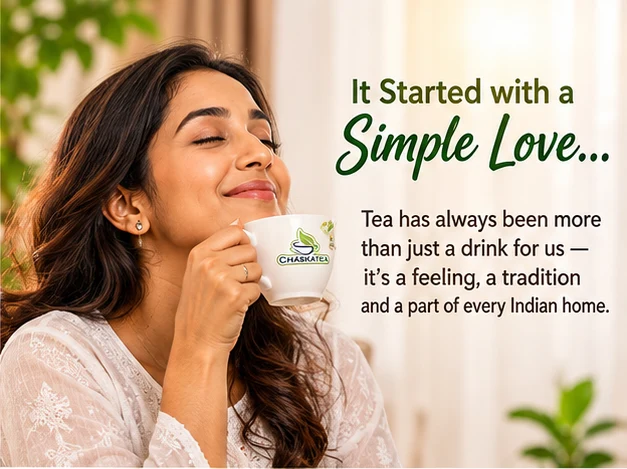 It Started with a
Simple Love...
Tea has always been more
than just a drink for us —
it's a feeling, a tradition
and a part of every Indian home.
CHASKATEA